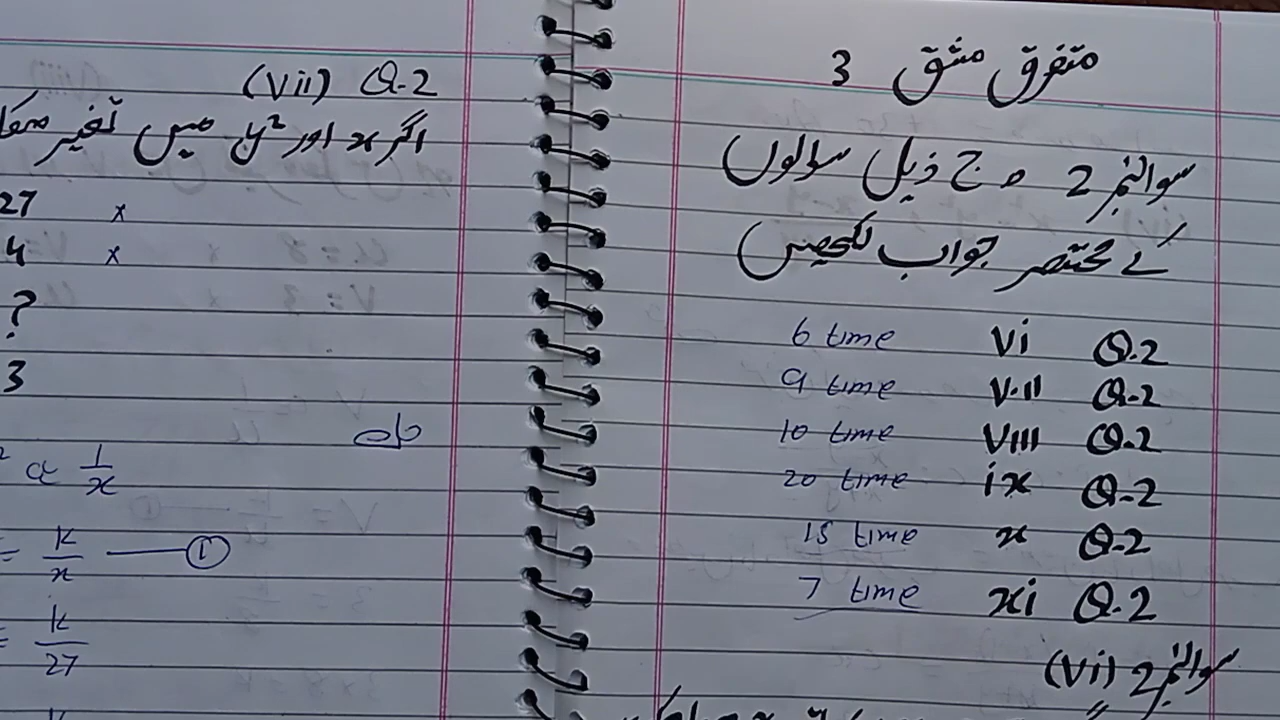 متفرق مشق 3
سوالنمبر 2 درج ذیل سوالوں
کے مختصر جواب لکھیں
Q.2 vi 6 time
Q.2 vii 9 time
Q.2 viii 10 time
Q.2 ix 20 time
Q.2 x 15 time
Q.2 xi 7 time
سوالنمبر 2 (vi)
Q.2 (vii)
اگر x اور y² میں تغیر
27 x
4 x
?
3
حل
² ∝ 1/x
= k/x ——— ①
= k/27